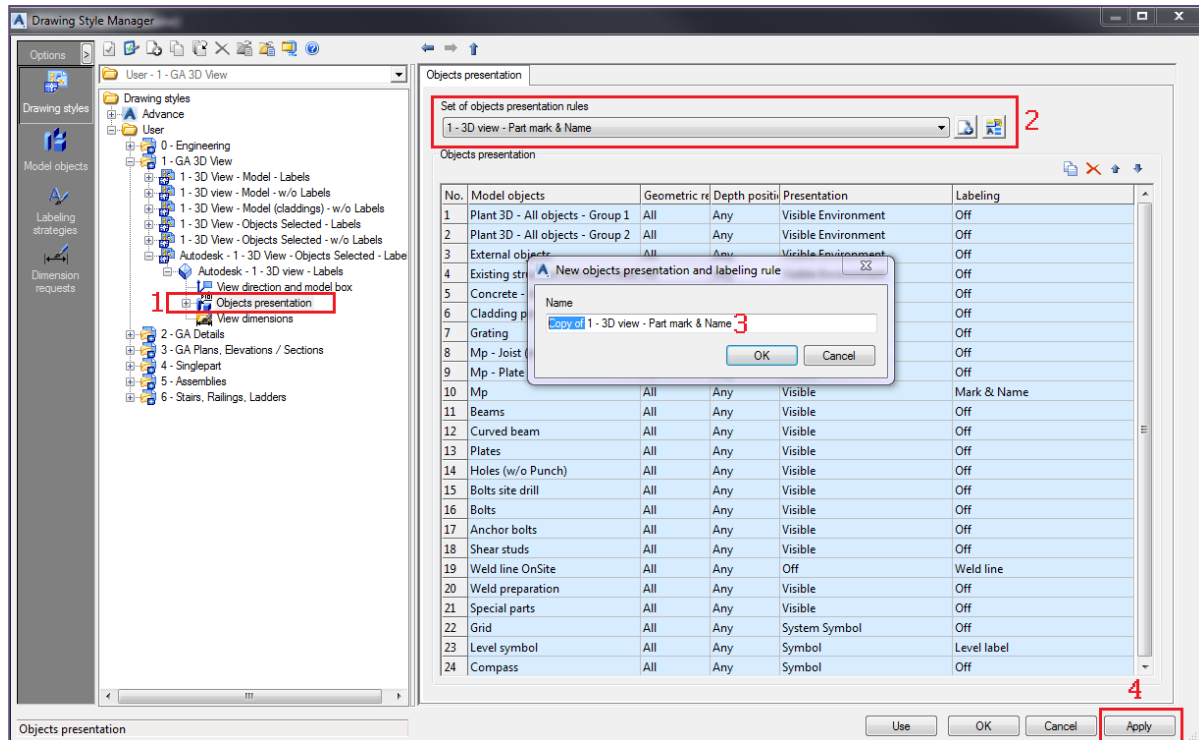 Drawing Style Manager
Options
Drawing styles
Model objects
Labeling
strategies
Dimension
requests
User - 1 - GA 3D View
Drawing styles
Advance
User
0 - Engineering
1 - GA 3D View
1 - 3D View - Model - Labels
1 - 3D view - Model - w/o Labels
1 - 3D View - Model (claddings) - w/o Labels
1 - 3D View - Objects Selected - Labels
1 - 3D View - Objects Selected - w/o Labels
Autodesk - 1 - 3D View - Objects Selected - Labe
Autodesk - 1 - 3D view - Labels
View direction and model box
1 Objects presentation
View dimensions
2 - GA Details
3 - GA Plans, Elevations / Sections
4 - Singlepart
5 - Assemblies
6 - Stairs, Railings, Ladders
Objects presentation
Set of objects presentation rules
1 - 3D view - Part mark & Name
2
Objects presentation
No. Model objects Geometric re Depth positi Presentation Labeling
1 Plant 3D - All objects - Group 1 All Any Visible Environment Off
2 Plant 3D - All objects - Group 2 All Any Visible Environment Off
3 External objects All Any Visible Environment Off
4 Existing str Off
5 Concrete - Off
6 Cladding p Off
7 Grating Off
8 Mp - Joist ( Off
9 Mp - Plate Off
10 Mp All Any Visible Mark & Name
11 Beams All Any Visible Off
12 Curved beam All Any Visible Off
13 Plates All Any Visible Off
14 Holes (w/o Punch) All Any Visible Off
15 Bolts site drill All Any Visible Off
16 Bolts All Any Visible Off
17 Anchor bolts All Any Visible Off
18 Shear studs All Any Visible Off
19 Weld line OnSite All Any Off Weld line
20 Weld preparation All Any Visible Off
21 Special parts All Any Visible Off
22 Grid All Any System Symbol Off
23 Level symbol All Any Symbol Level label
24 Compass All Any Symbol Off
New objects presentation and labeling rule
Name
Copy of 1 - 3D view - Part mark & Name 3
OK Cancel
4
Objects presentation
Use OK Cancel Apply